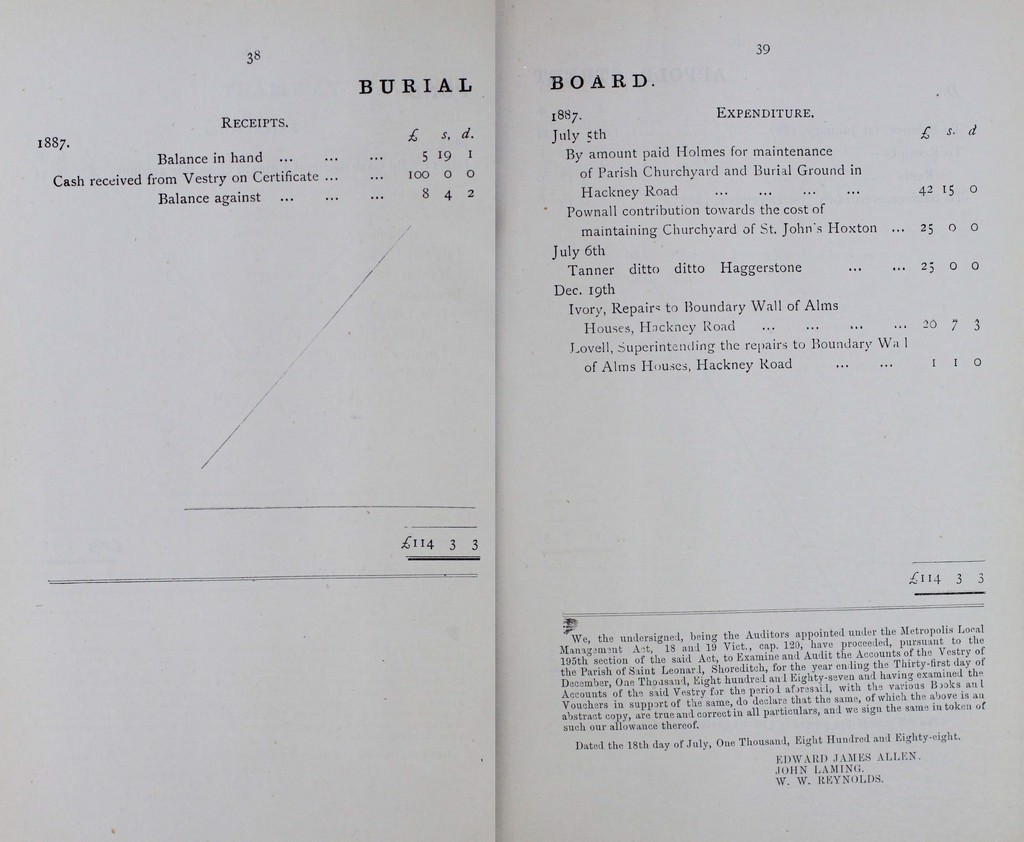 38
BURIAL
RECEIPTS.
1887. £ s. d.
Balance in hand ... ... ... 5 19 1
Cash received from Vestry on Certificate ... ... 100 0 0
Balance against ... ... ... 8 4 2
£114 3 3
39
BOARD.
1887. EXPENDITURE.
July 5th £ s. d
By amount paid Holmes for maintenance
of Parish Churchyard and Burial Ground in
Hackney Road ... ... ... ... 42 15 0
Pownall contribution towards the cost of
maintaining Churchyard of St. John's Hoxton ... 25 0 0
July 6th
Tanner ditto ditto Haggerstone ... ... 25 0 0
Dec. 19th
Ivory, Repairs to Boundary Wall of Alms
Houses, Hackney Road ... ... ... ... 20 7 3
Lovell, Superintending the repairs to Boundary Wa l
of Alms Houses, Hackney Road ... ... 1 1 0
£114 3 3
We, the undersigned, being the Auditors appointed under the Metropolis Local
Management Act, 18 and 19 Vict., cap. 120, have proceeded, pursuant to the
195th section of the said Act, to Examine and Audit the Accounts of the Vestry of
the Parish of Saint Leonard, Shoreditch, for the year ending the Thirty-first day of
December, One Thousand, Eight hundred and Eighty-seven and having examined the
Accounts of the said Vestry for the period aforesaid, with the various Books and
Vouchers in support of the same, do declare that the same, of which the above is an
abstract copy, are true and correct in all particulars, and we sign the same in token of
such our allowance thereof.
Dated the 18th day of July, One Thousand, Eight Hundred and Eighty-eight.
EDWARD JAMES ALLEN.
JOHN LAMING.
W. W. REYNOLDS.